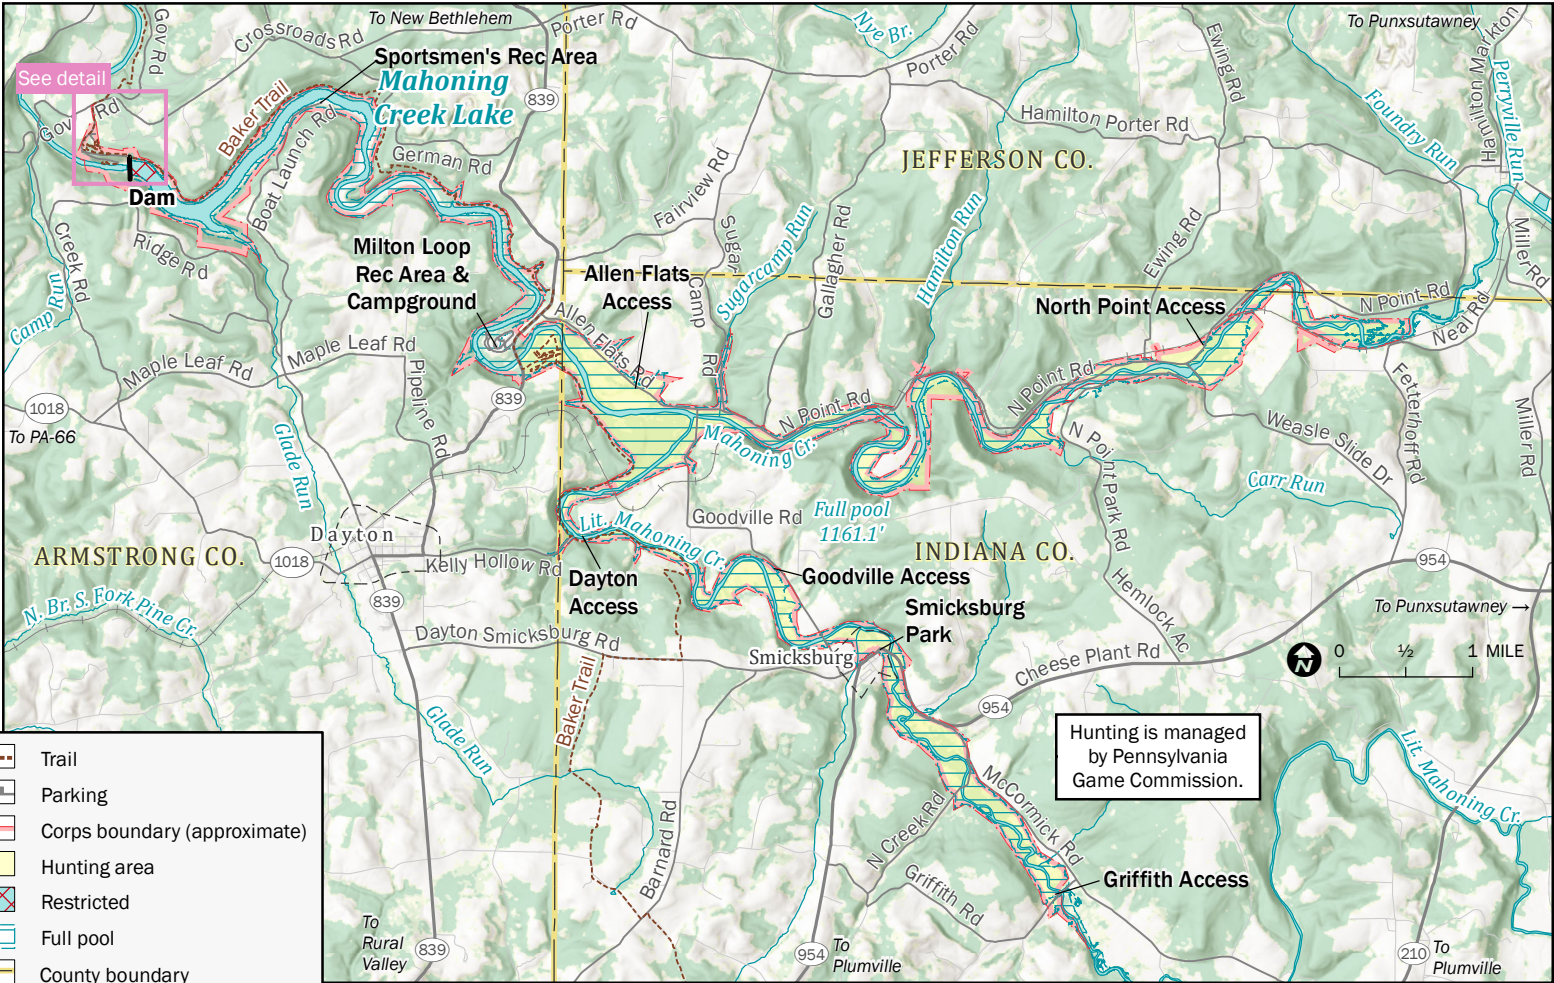 To New Bethlehem
Porter Rd
To Punxsutawney
Gov Rd
Crossroads Rd
Nye Br.
Porter Rd
Ewing Rd
Hamilton Markton
Perryville Run
See detail
Sportsmen's Rec Area
Mahoning
Creek Lake
839
Gov Rd
Baker Trail
Boat Launch Rd
German Rd
Hamilton Porter Rd
Foundry Run
JEFFERSON CO.
Dam
Fairview Rd
Sugar
Camp
Rd
Sugarcamp Run
Gallagher Rd
Hamilton Run
Ewing Rd
Miller Rd
Creek Rd
Ridge Rd
Camp Run
Milton Loop
Rec Area &
Campground
Allen Flats
Access
North Point Access
N Point Rd
Neal Rd
Allen Flats Rd
Maple Leaf Rd
Maple Leaf Rd
Pipeline Rd
839
1018
To PA-66
N Point Rd
N Point Rd
Mahoning Cr.
Weasle Slide Dr
Fetterhoff Rd
Miller Rd
N Point Park Rd
Carr Run
Glade Run
Full pool
1161.1'
Goodville Rd
Lit. Mahoning Cr.
Dayton
1018
ARMSTRONG CO.
INDIANA CO.
954
Kelly Hollow Rd
Dayton
Access
Goodville Access
Smicksburg
Park
Hemlock Ac
To Punxsutawney →
N. Br. S. Fork Pine Cr.
839
Dayton Smicksburg Rd
Smicksburg
Cheese Plant Rd
N
0 ½ 1 MILE
954
Baker Trail
Glade Run
Hunting is managed
by Pennsylvania
Game Commission.
Lit. Mahoning Cr.
McCormick Rd
N Creek Rd
Barnard Rd
Griffith Rd
Griffith Access
Trail
Parking
Corps boundary (approximate)
Hunting area
Restricted
Full pool
County boundary
To
Rural
Valley
839
954
To
Plumville
210
To
Plumville